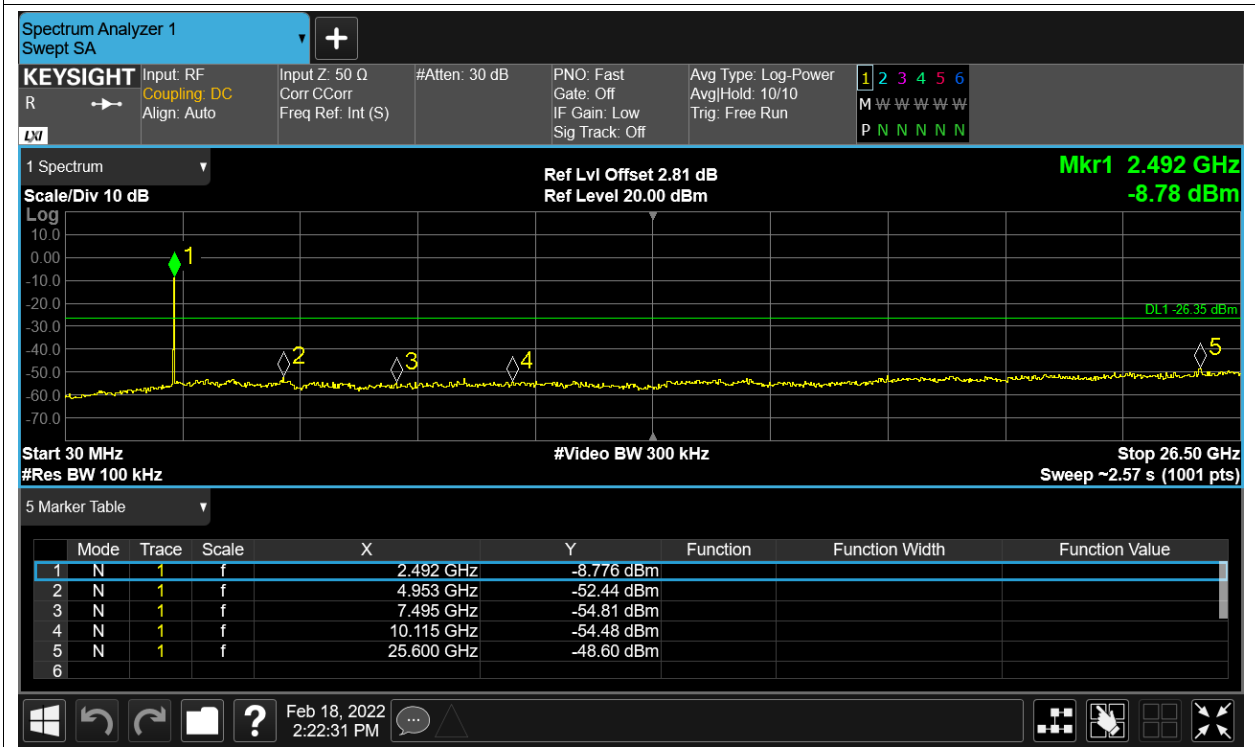 Spectrum Analyzer 1
Swept SA
KEYSIGHT
R
LXI
Input: RF
Coupling: DC
Align: Auto
Input Z: 50 Ω
Corr CCorr
Freq Ref: Int (S)
#Atten: 30 dB
PNO: Fast
Gate: Off
IF Gain: Low
Sig Track: Off
Avg Type: Log-Power
Avg|Hold: 10/10
Trig: Free Run
1 2 3 4 5 6
M W W W W W
P N N N N N
1 Spectrum
Scale/Div 10 dB
Ref Lvl Offset 2.81 dB
Ref Level 20.00 dBm
Mkr1 2.492 GHz
-8.78 dBm
Log
10.0
0.00
-10.0
-20.0
-30.0
-40.0
-50.0
-60.0
-70.0
1
2
3
4
5
DL1 -26.35 dBm
Start 30 MHz
#Video BW 300 kHz
Stop 26.50 GHz
#Res BW 100 kHz
Sweep ~2.57 s (1001 pts)
5 Marker Table
Mode Trace Scale X Y Function Function Width Function Value
1 N 1 f 2.492 GHz -8.776 dBm
2 N 1 f 4.953 GHz -52.44 dBm
3 N 1 f 7.495 GHz -54.81 dBm
4 N 1 f 10.115 GHz -54.48 dBm
5 N 1 f 25.600 GHz -48.60 dBm
6
?
Feb 18, 2022
2:22:31 PM